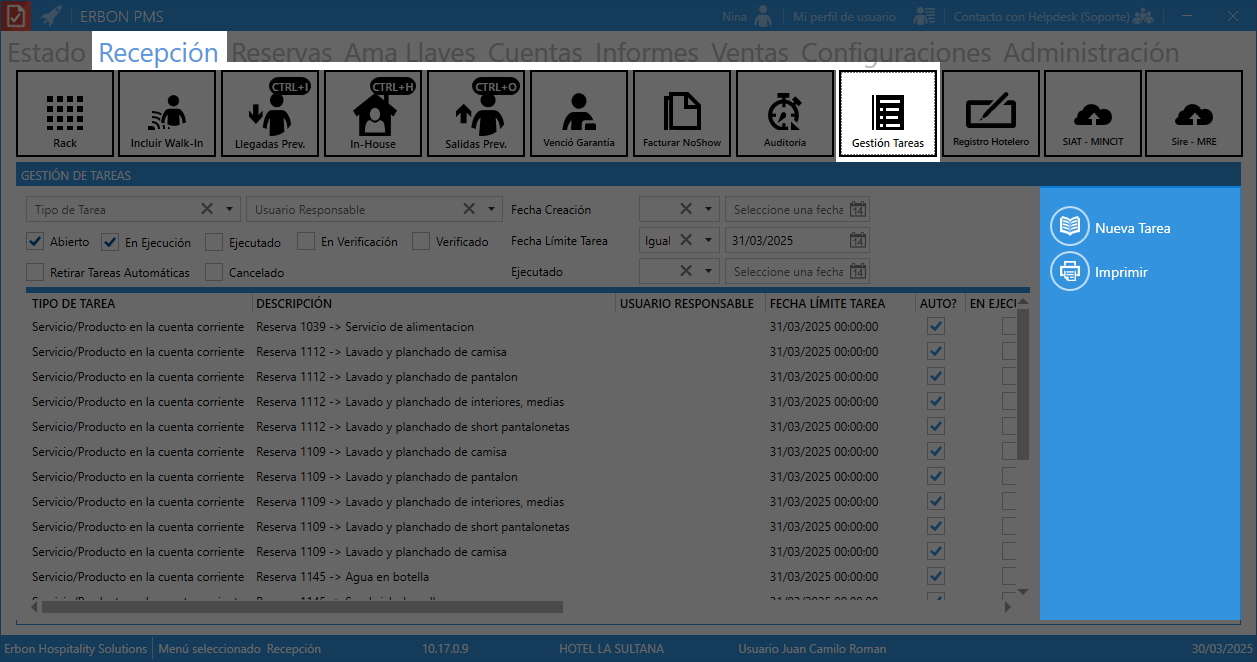 ERBON PMS Nina Mi perfil de usuario Contacto con Helpdesk (Soporte)
Estado Recepción Reservas Ama Llaves Cuentas Informes Ventas Configuraciones Administración
CTRL+I CTRL+H CTRL+O
Rack Incluir Walk-In Llegadas Prev. In-House Salidas Prev. Venció Garantía Facturar NoShow Auditoria Gestión Tareas Registro Hotelero SIAT - MINCIT Sire - MRE
GESTIÓN DE TAREAS
Tipo de Tarea Usuario Responsable Fecha Creación Seleccione una fecha 14
Abierto En Ejecución Ejecutado En Verificación Verificado Fecha Límite Tarea Igual 31/03/2025 14
Retirar Tareas Automáticas Cancelado Ejecutado Seleccione una fecha 14
Nueva Tarea
Imprimir
TIPO DE TAREA DESCRIPCIÓN USUARIO RESPONSABLE FECHA LÍMITE TAREA AUTO? EN EJECU
Servicio/Producto en la cuenta corriente Reserva 1039 -> Servicio de alimentacion 31/03/2025 00:00:00
Servicio/Producto en la cuenta corriente Reserva 1112 -> Lavado y planchado de camisa 31/03/2025 00:00:00
Servicio/Producto en la cuenta corriente Reserva 1112 -> Lavado y planchado de pantalon 31/03/2025 00:00:00
Servicio/Producto en la cuenta corriente Reserva 1112 -> Lavado y planchado de interiores, medias 31/03/2025 00:00:00
Servicio/Producto en la cuenta corriente Reserva 1112 -> Lavado y planchado de short pantalonetas 31/03/2025 00:00:00
Servicio/Producto en la cuenta corriente Reserva 1109 -> Lavado y planchado de camisa 31/03/2025 00:00:00
Servicio/Producto en la cuenta corriente Reserva 1109 -> Lavado y planchado de pantalon 31/03/2025 00:00:00
Servicio/Producto en la cuenta corriente Reserva 1109 -> Lavado y planchado de interiores, medias 31/03/2025 00:00:00
Servicio/Producto en la cuenta corriente Reserva 1109 -> Lavado y planchado de short pantalonetas 31/03/2025 00:00:00
Servicio/Producto en la cuenta corriente Reserva 1109 -> Lavado y planchado de camisa 31/03/2025 00:00:00
Servicio/Producto en la cuenta corriente Reserva 1145 -> Agua en botella 31/03/2025 00:00:00
Erbon Hospitality Solutions Menú seleccionado Recepción 10.17.0.9 HOTEL LA SULTANA Usuario Juan Camilo Roman 30/03/2025